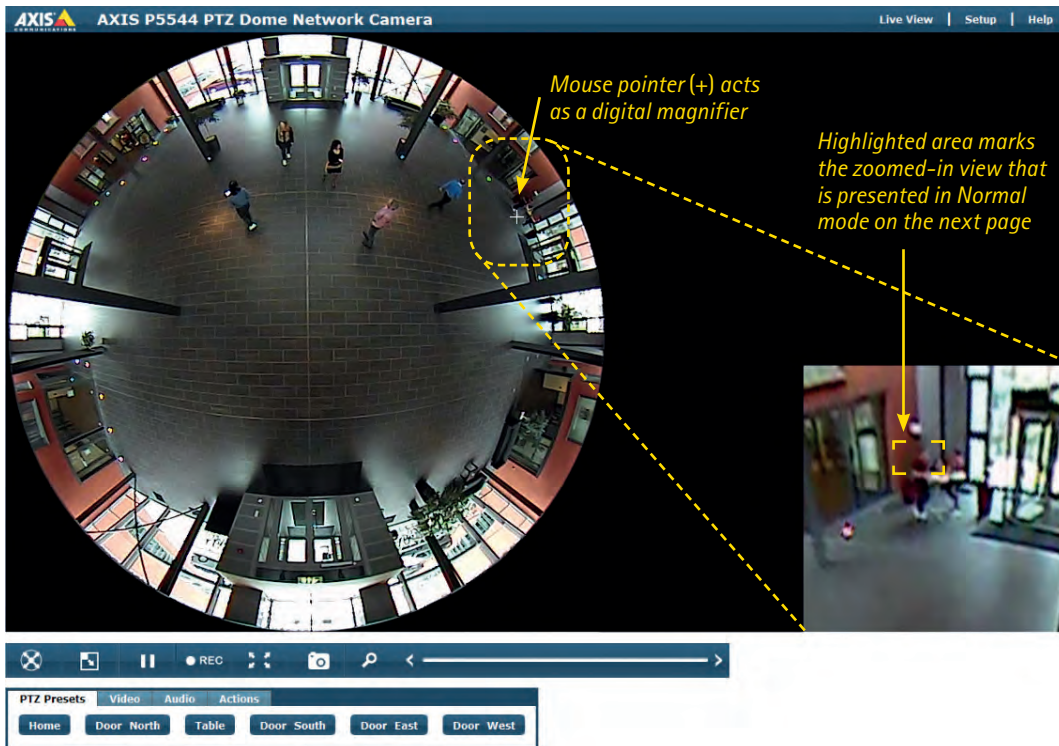 AXIS COMMUNICATIONS AXIS P5544 PTZ Dome Network Camera Live View | Setup | Help
Mouse pointer (+) acts
as a digital magnifier
Highlighted area marks
the zoomed-in view that
is presented in Normal
mode on the next page
REC
PTZ Presets Video Audio Actions
Home Door North Table Door South Door East Door West